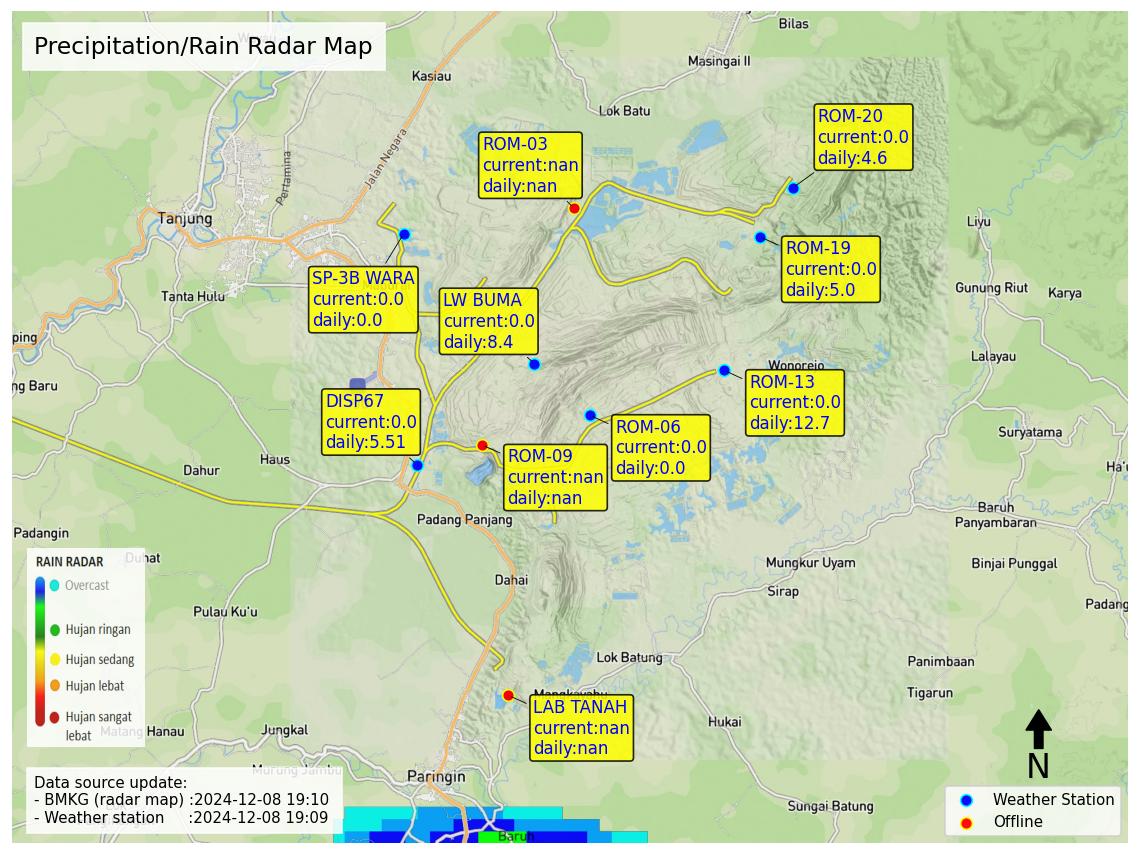 Precipitation/Rain Radar Map
Bilas
Masingai II
Kasiau
Lok Batu
Jalan Negara
Pertamina
Tanjung
Tanta Hulu
ping
ng Baru
ROM-03
current:nan
daily:nan
ROM-20
current:0.0
daily:4.6
ROM-19
current:0.0
daily:5.0
SP-3B WARA
current:0.0
daily:0.0
LW BUMA
current:0.0
daily:8.4
Liyu
Gunung Riut
Karya
Lalayau
Wonorejo
ROM-13
current:0.0
daily:12.7
DISP67
current:0.0
daily:5.51
ROM-06
current:0.0
daily:0.0
ROM-09
current:nan
daily:nan
Suryatama
Ha'u
Haus
Dahur
Padang Panjang
Baruh
Panyambaran
Padangin
Duhat
Dahai
Mungkur Uyam
Binjai Punggal
Sirap
Padang
Pulau Ku'u
RAIN RADAR
Overcast
Hujan ringan
Hujan sedang
Hujan lebat
Hujan sangat
lebat
Lok Batung
Panimbaan
Tigarun
Mangkayahu
LAB TANAH
current:nan
daily:nan
Matang Hanau
Jungkal
Hukai
Murung Jambu
Paringin
Sungai Batung
N
Data source update:
- BMKG (radar map) :2024-12-08 19:10
- Weather station :2024-12-08 19:09
Baruh
Weather Station
Offline